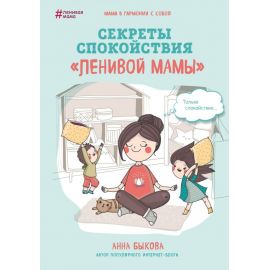 #ленивая
мама
МАМА В ГАРМОНИИ С СОБОЙ
СЕКРЕТЫ
СПОКОЙСТВИЯ
«ЛЕНИВОЙ МАМЫ»
Только
спокойствие...
АННА БЫКОВА
АВТОР ПОПУЛЯРНОГО ИНТЕРНЕТ-БЛОГА